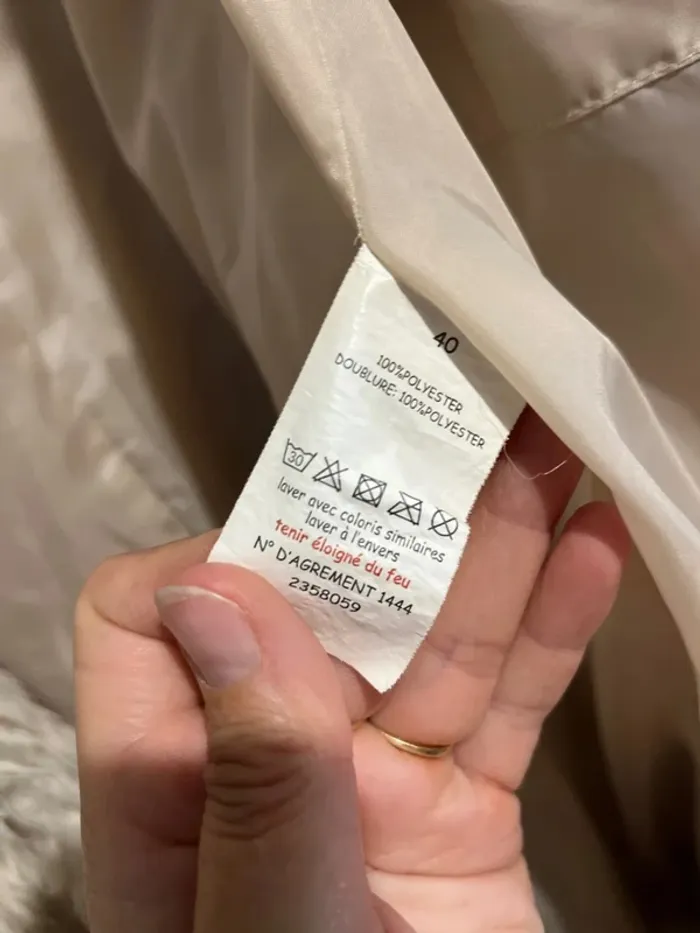 40
100%POLYESTER
DOUBLURE: 100%POLYESTER
30
laver avec coloris similaires
laver à l'envers
tenir éloigné du feu
N° D'AGREMENT 1444
2358059